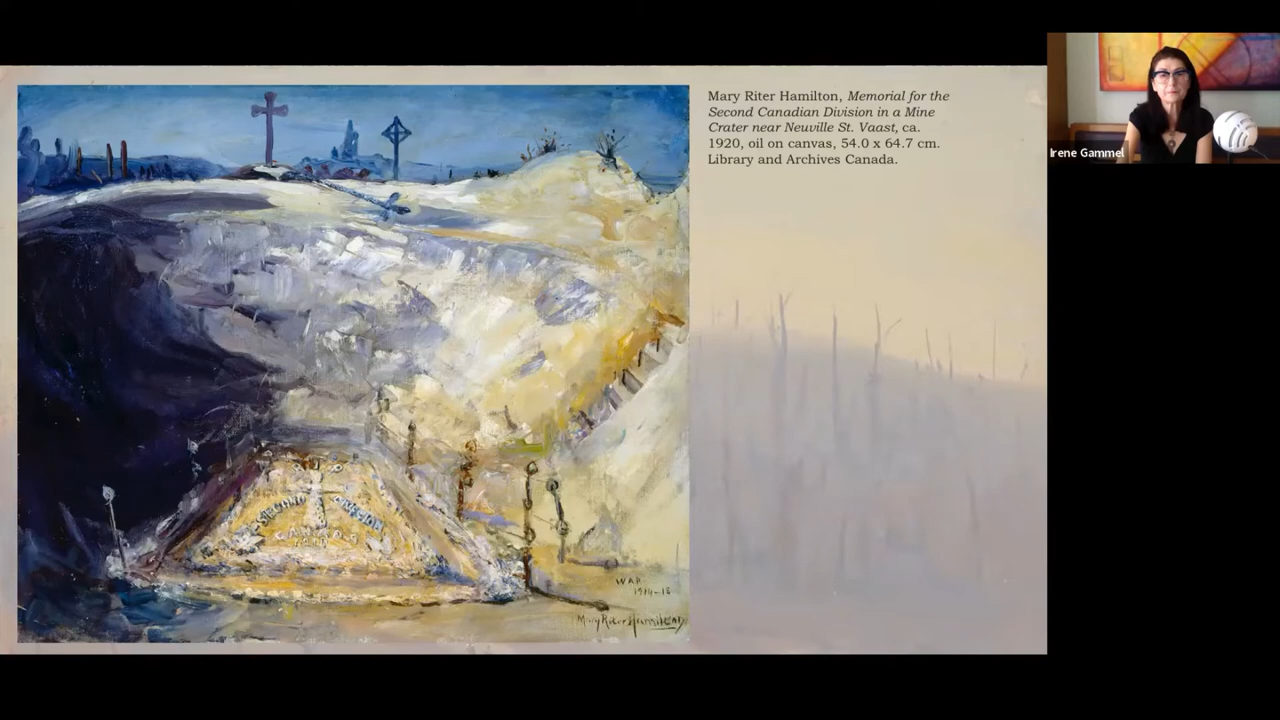 Mary Riter Hamilton, Memorial for the
Second Canadian Division in a Mine
Crater near Neuville St. Vaast, ca.
1920, oil on canvas, 54.0 x 64.7 cm.
Library and Archives Canada.
Irene Gammel
SECOND DIVISION
WAR
1914-18
Mary Riter Hamilton